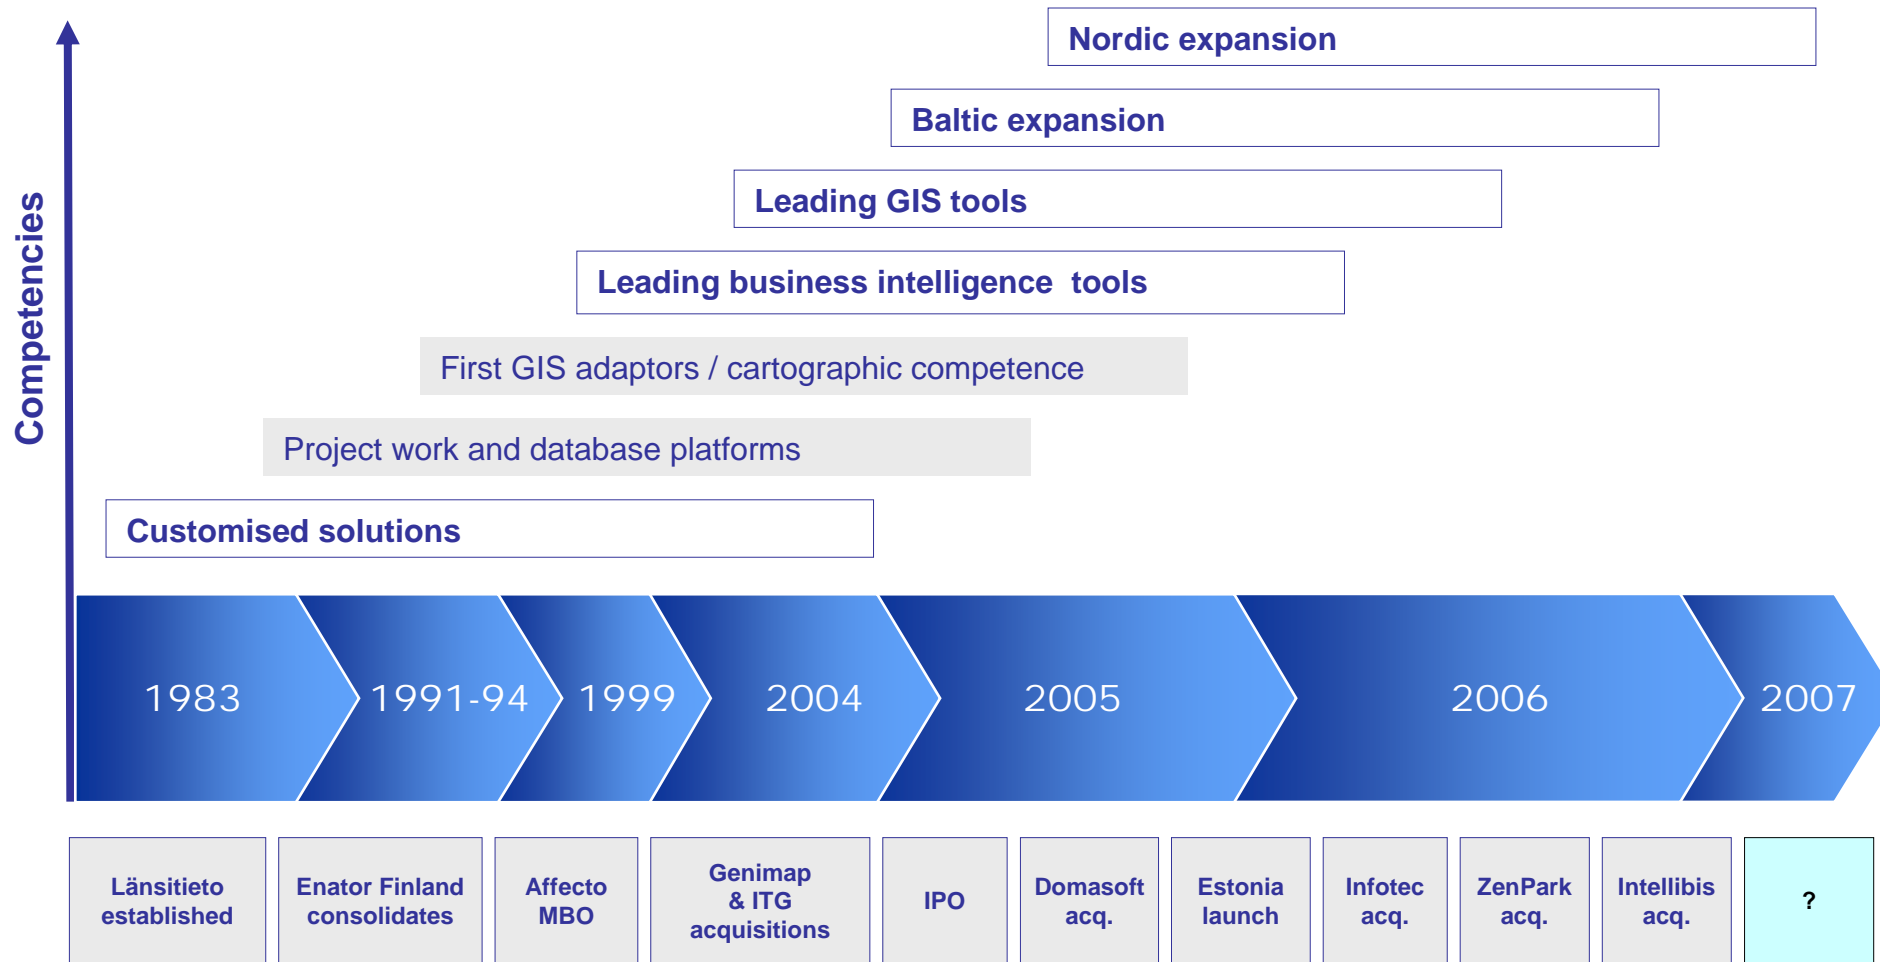 Nordic expansion
Baltic expansion
Leading GIS tools
Leading business intelligence  tools
First GIS adaptors / cartographic competence
Project work and database platforms
Customised solutions
Competencies
1983
1991-94
1999
2004
2005
2006
2007
Länsitieto
established
Enator Finland
consolidates
Affecto
MBO
Genimap
& ITG
acquisitions
IPO
Domasoft
acq.
Estonia
launch
Infotec
acq.
ZenPark
acq.
Intellibis
acq.
?